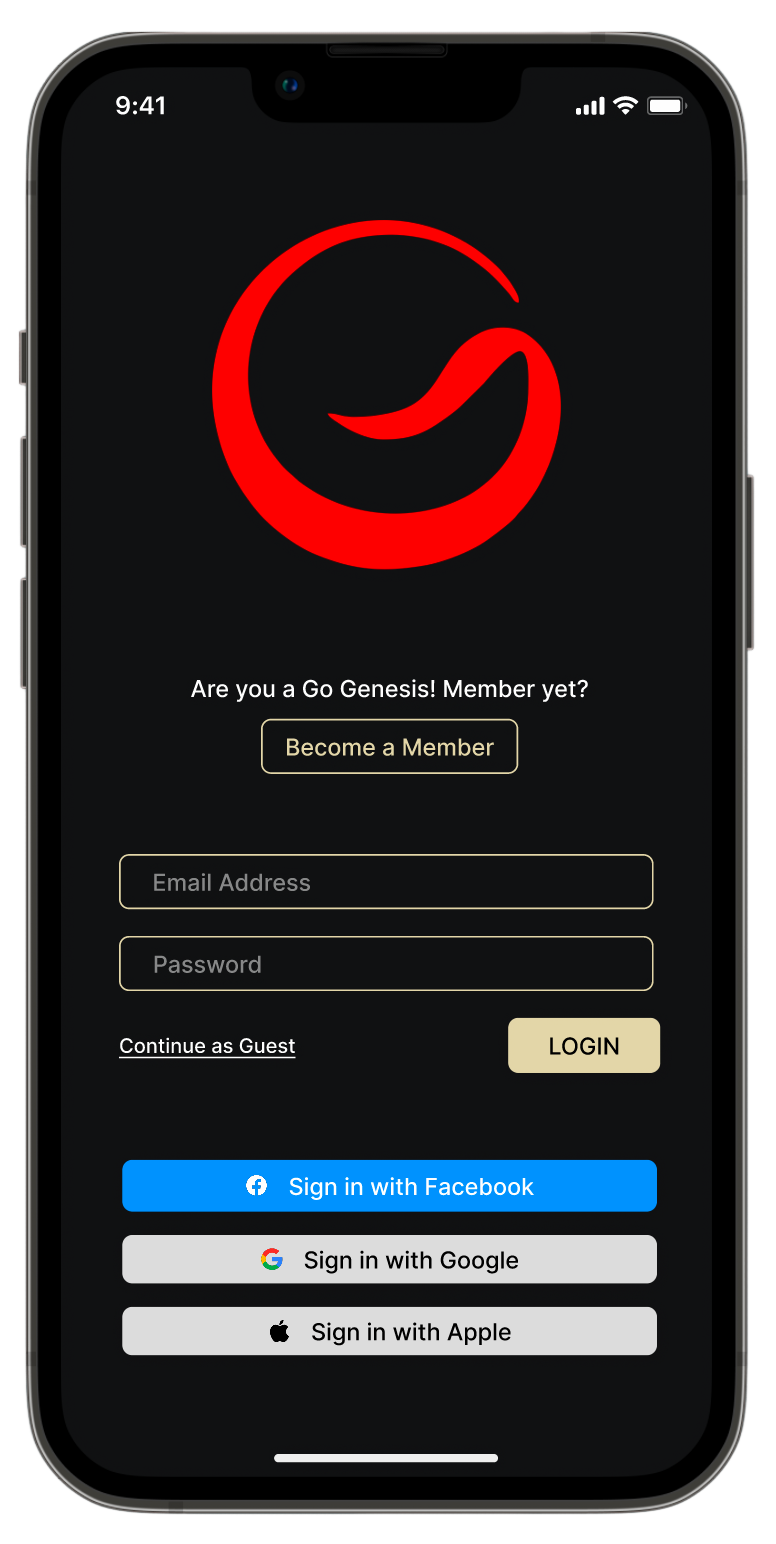 9:41
Are you a Go Genesis! Member yet?
Become a Member
Email Address
Password
Continue as Guest
LOGIN
Sign in with Facebook
Sign in with Google
Sign in with Apple